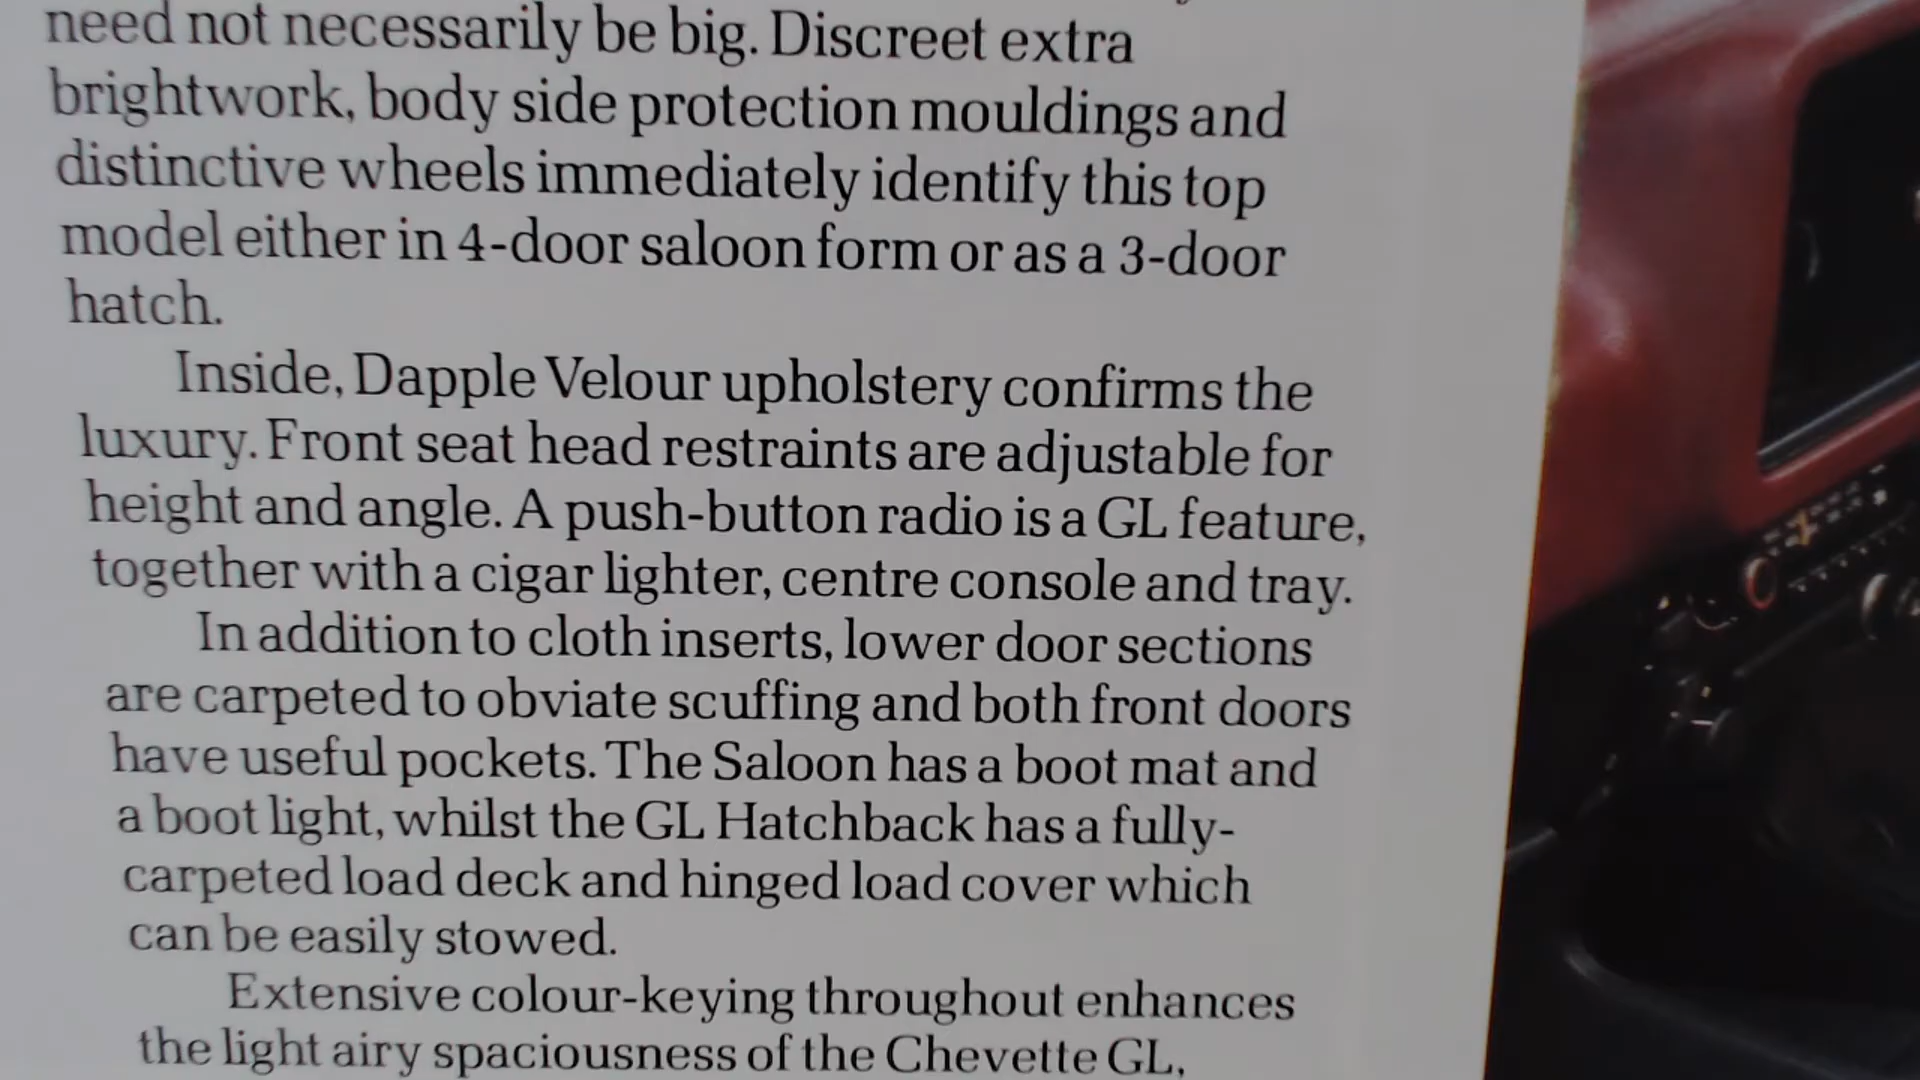 need not necessarily be big. Discreet extra
brightwork, body side protection mouldings and
distinctive wheels immediately identify this top
model either in 4-door saloon form or as a 3-door
hatch.
Inside, Dapple Velour upholstery confirms the
luxury. Front seat head restraints are adjustable for
height and angle. A push-button radio is a GL feature,
together with a cigar lighter, centre console and tray.
In addition to cloth inserts, lower door sections
are carpeted to obviate scuffing and both front doors
have useful pockets. The Saloon has a boot mat and
a boot light, whilst the GL Hatchback has a fully-
carpeted load deck and hinged load cover which
can be easily stowed.
Extensive colour-keying throughout enhances
the light airy spaciousness of the Chevette GL,